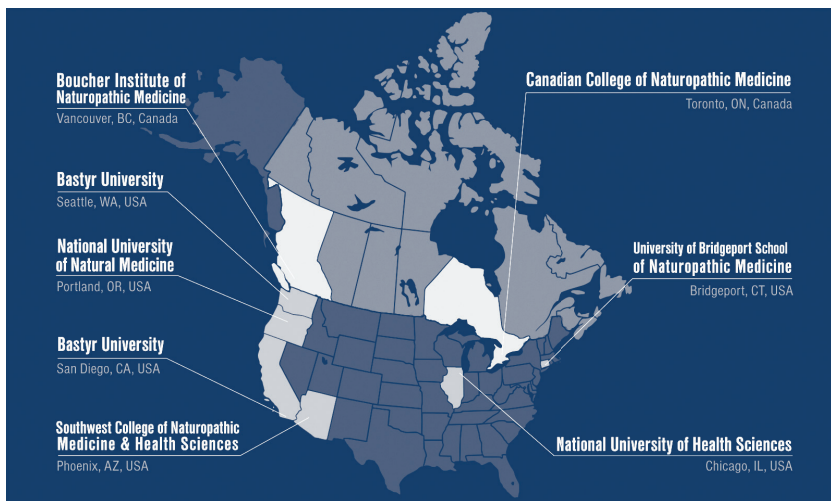 Boucher Institute of
Naturopathic Medicine
Vancouver, BC, Canada
Bastyr University
Seattle, WA, USA
National University
of Natural Medicine
Portland, OR, USA
Bastyr University
San Diego, CA, USA
Southwest College of Naturopathic
Medicine & Health Sciences
Phoenix, AZ, USA
Canadian College of Naturopathic Medicine
Toronto, ON, Canada
University of Bridgeport School
of Naturopathic Medicine
Bridgeport, CT, USA
National University of Health Sciences
Chicago, IL, USA